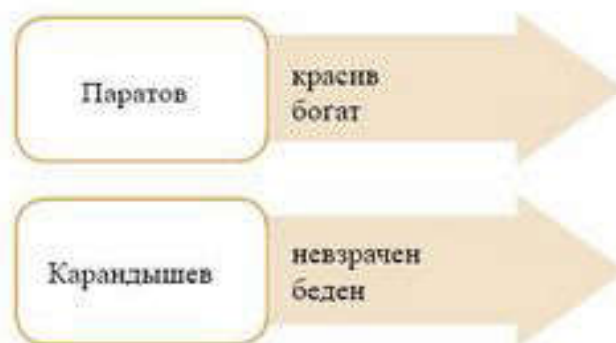 Паратов
красив
богат
Карандышев
невзрачен
беден